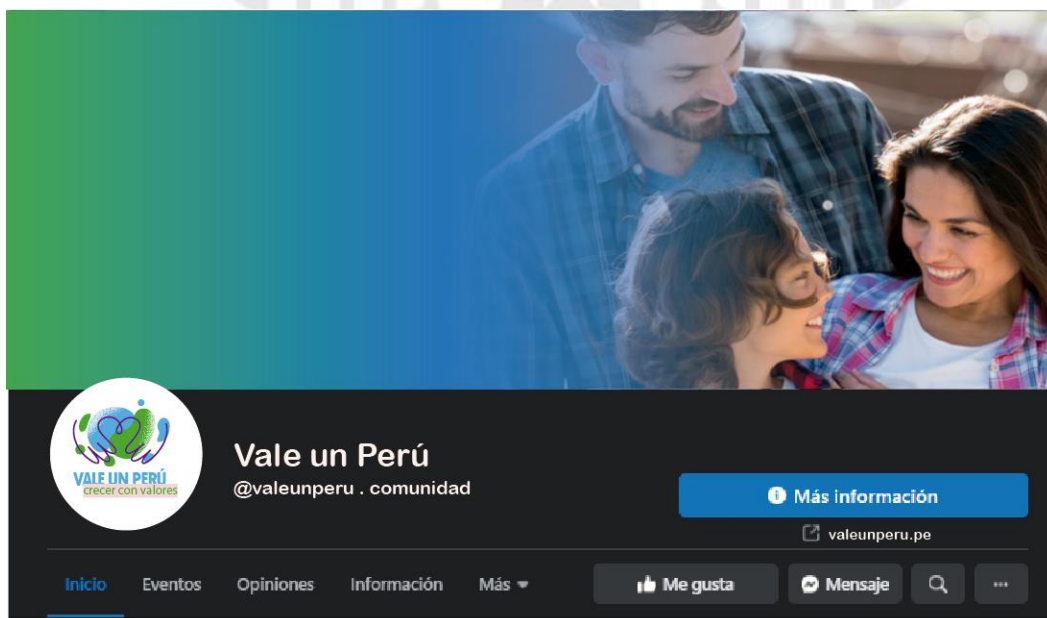 VALE UN PERÚ
crecer con valores
Vale un Perú
@valeunperu . comunidad
Más información
valeunperu.pe
Inicio Eventos Opiniones Información Más Me gusta Mensaje